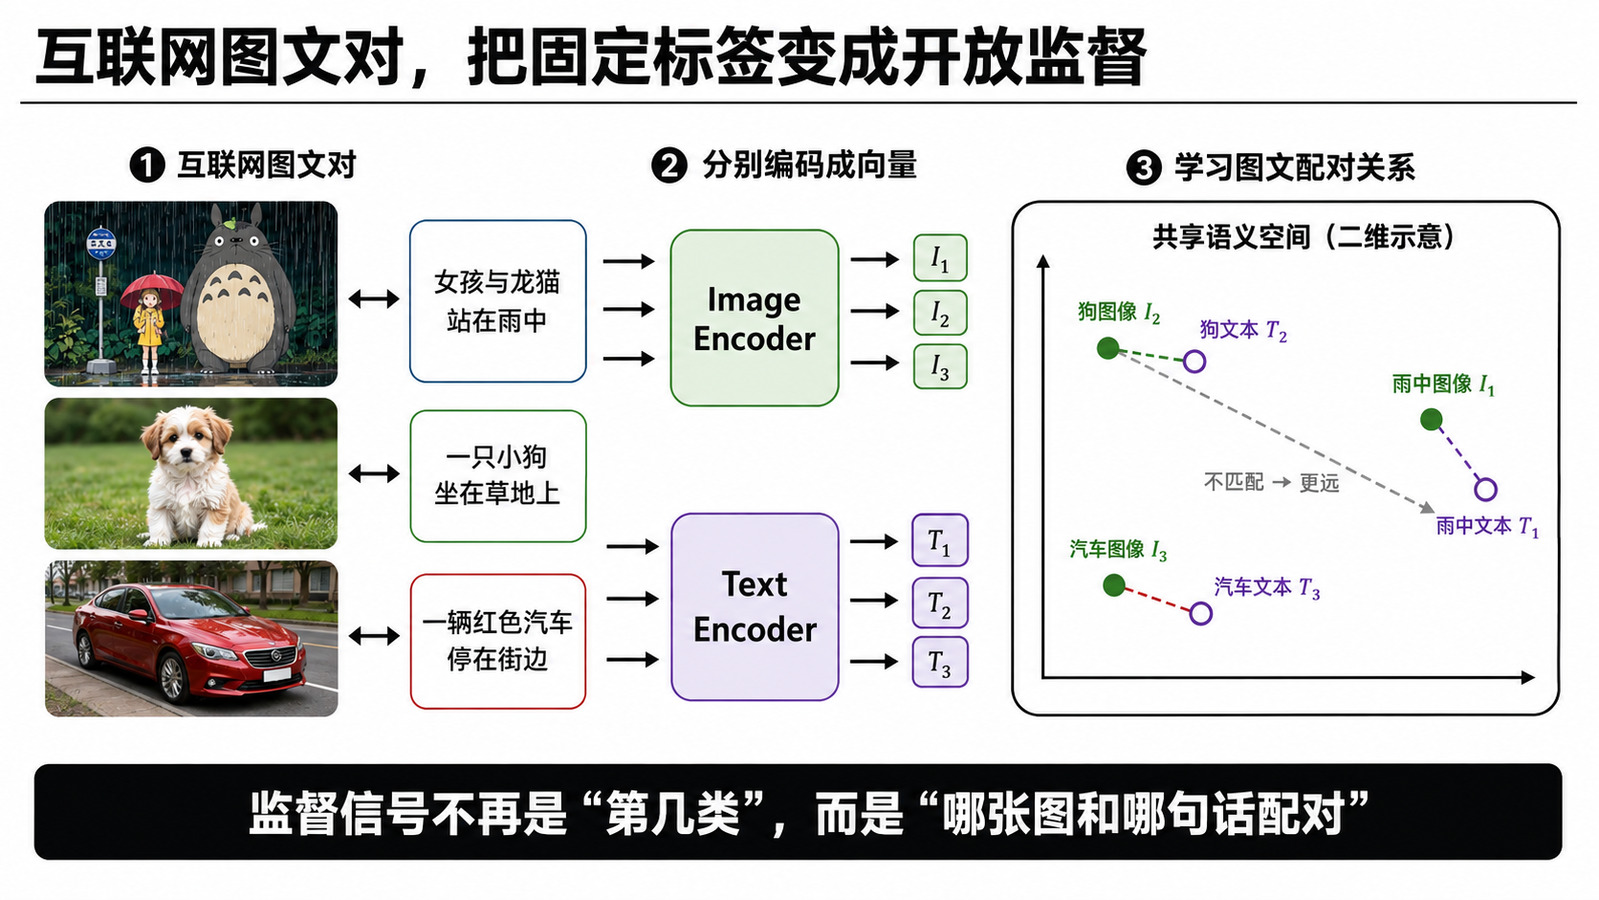 互联网图文对，把固定标签变成开放监督
1 互联网图文对
女孩与龙猫
站在雨中
一只小狗
坐在草地上
一辆红色汽车
停在街边
2 分别编码成向量
Image
Encoder
I₁
I₂
I₃
Text
Encoder
T₁
T₂
T₃
3 学习图文配对关系
共享语义空间（二维示意）
狗图像 I₂
狗文本 T₂
雨中图像 I₁
不匹配 → 更远
雨中文本 T₁
汽车图像 I₃
汽车文本 T₃
监督信号不再是“第几类”，而是“哪张图和哪句话配对”